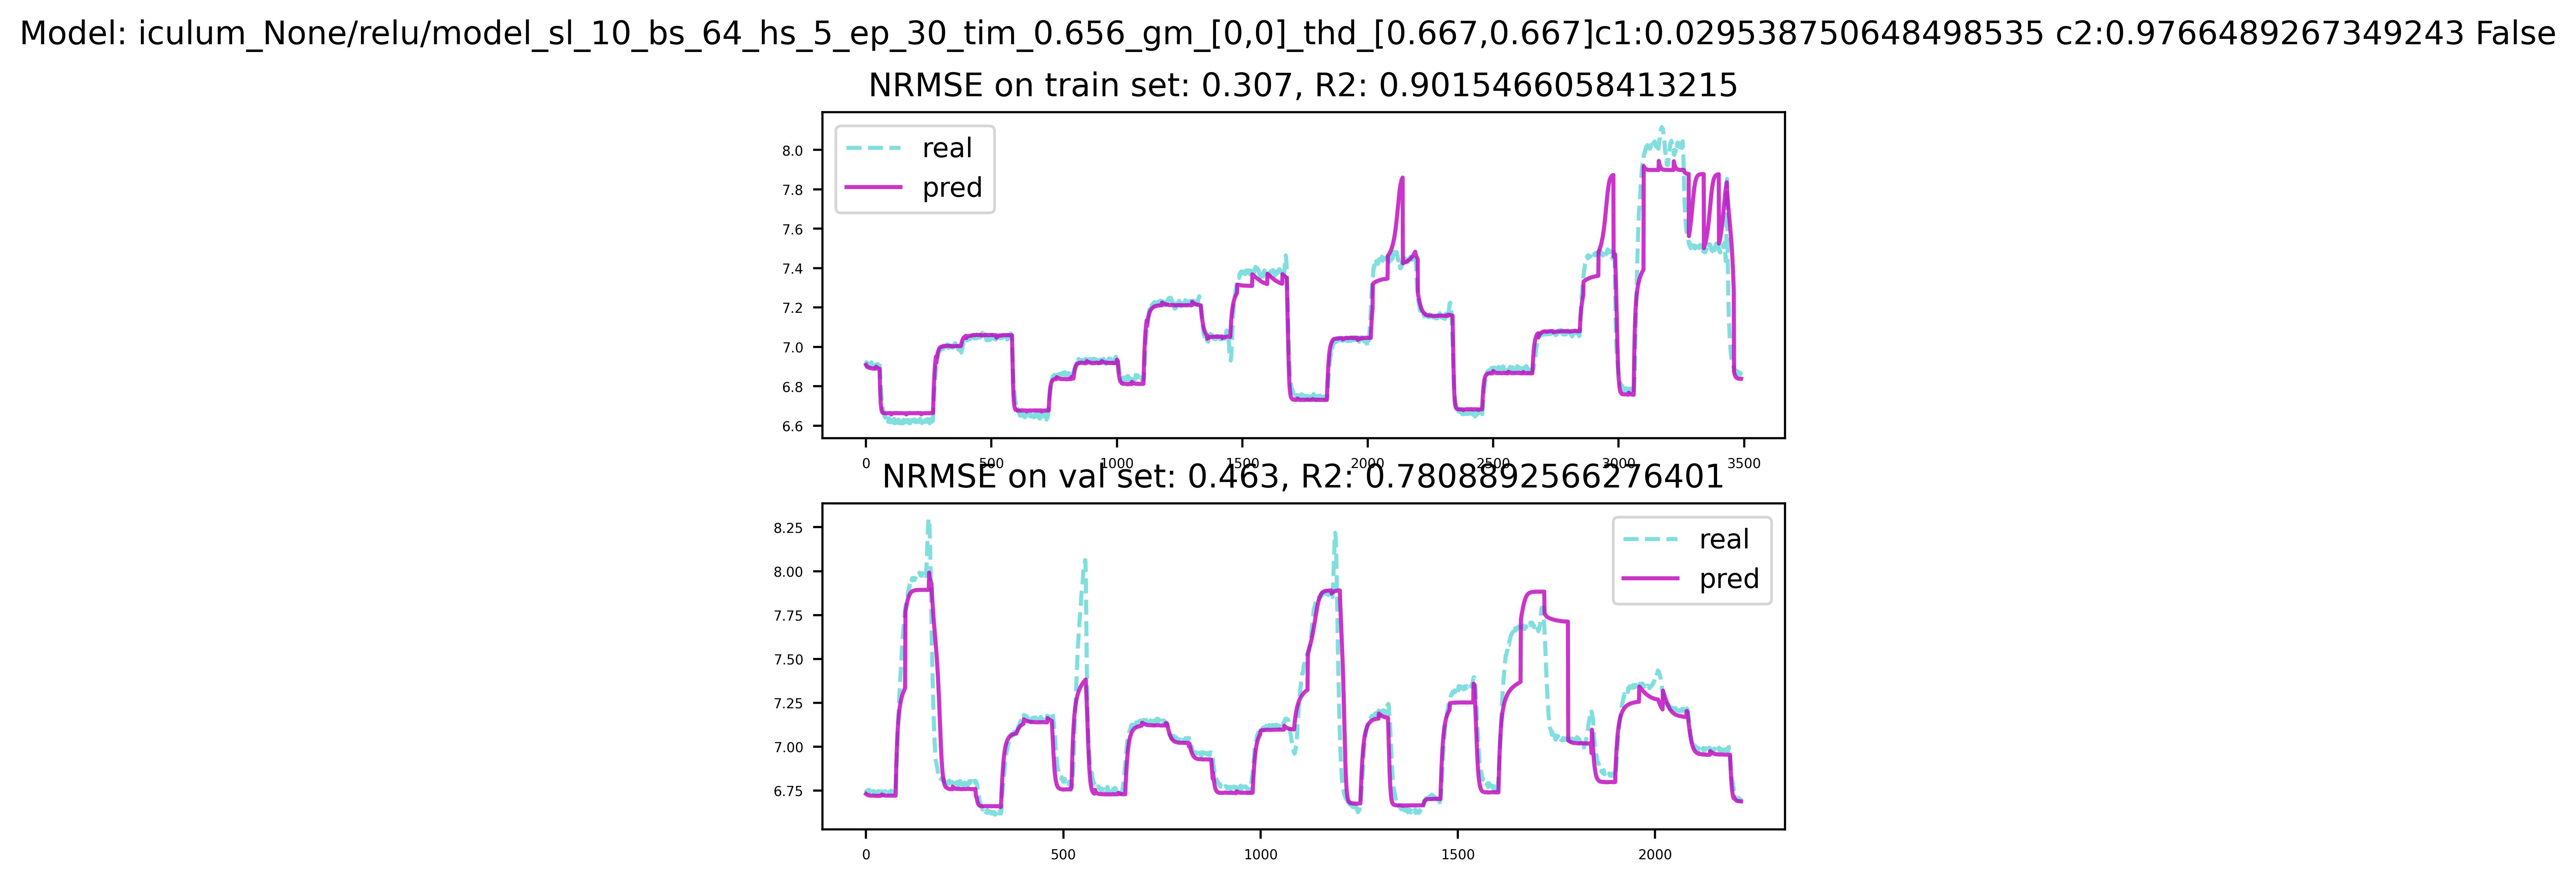 Model: iculum_None/relu/model_sl_10_bs_64_hs_5_ep_30_tim_0.656_gm_[0,0]_thd_[0.667,0.667]c1:0.029538750648498535 c2:0.9766489267349243 False
NRMSE on train set: 0.307, R2: 0.9015466058413215
real
pred
8.0
7.8
7.6
7.4
7.2
7.0
6.8
6.6
0 500 1000 1500 2000 2500 3000 3500
NRMSE on val set: 0.463, R2: 0.7808892566276401
real
pred
8.25
8.00
7.75
7.50
7.25
7.00
6.75
0 500 1000 1500 2000